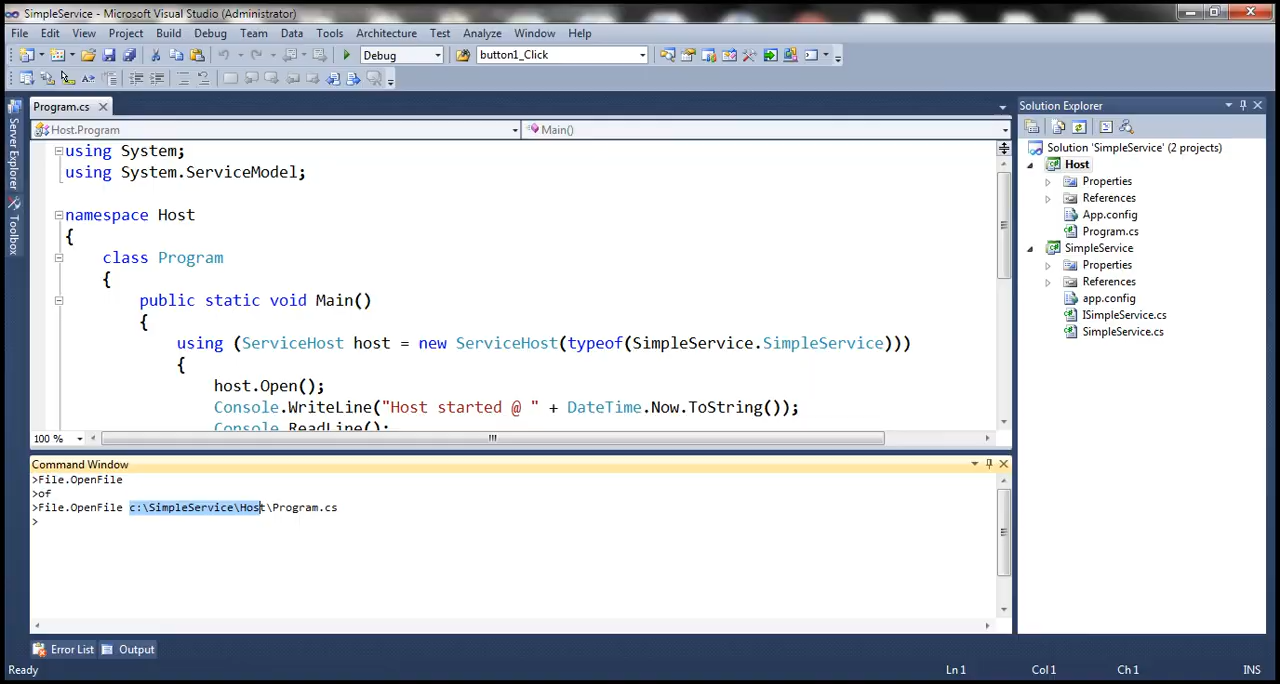 SimpleService - Microsoft Visual Studio (Administrator)
File Edit View Project Build Debug Team Data Tools Architecture Test Analyze Window Help
Debug button1_Click
Program.cs
Host.Program Main()
using System;
using System.ServiceModel;
namespace Host
{
class Program
{
public static void Main()
{
using (ServiceHost host = new ServiceHost(typeof(SimpleService.SimpleService)))
{
host.Open();
Console.WriteLine("Host started @ " + DateTime.Now.ToString());
Console.ReadLine();
100 %
Command Window
>File.OpenFile
>of
>File.OpenFile c:\SimpleService\Host\Program.cs
>
Error List Output
Ready Ln 1 Col 1 Ch 1 INS
Server Explorer
Toolbox
Solution Explorer
Solution 'SimpleService' (2 projects)
Host
Properties
References
App.config
Program.cs
SimpleService
Properties
References
app.config
ISimpleService.cs
SimpleService.cs